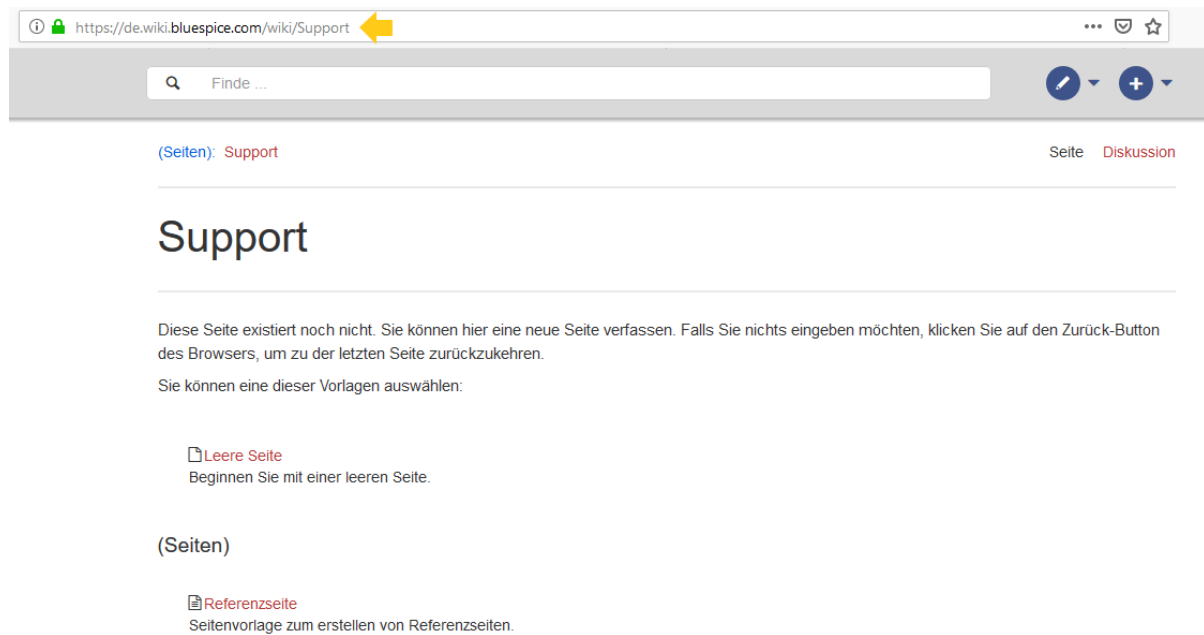 https://de.wiki.bluespice.com/wiki/Support
Finde ...
(Seiten): Support
Seite Diskussion
Support
Diese Seite existiert noch nicht. Sie können hier eine neue Seite verfassen. Falls Sie nichts eingeben möchten, klicken Sie auf den Zurück-Button
des Browsers, um zu der letzten Seite zurückzukehren.
Sie können eine dieser Vorlagen auswählen:
Leere Seite
Beginnen Sie mit einer leeren Seite.
(Seiten)
Referenzseite
Seitenvorlage zum erstellen von Referenzseiten.